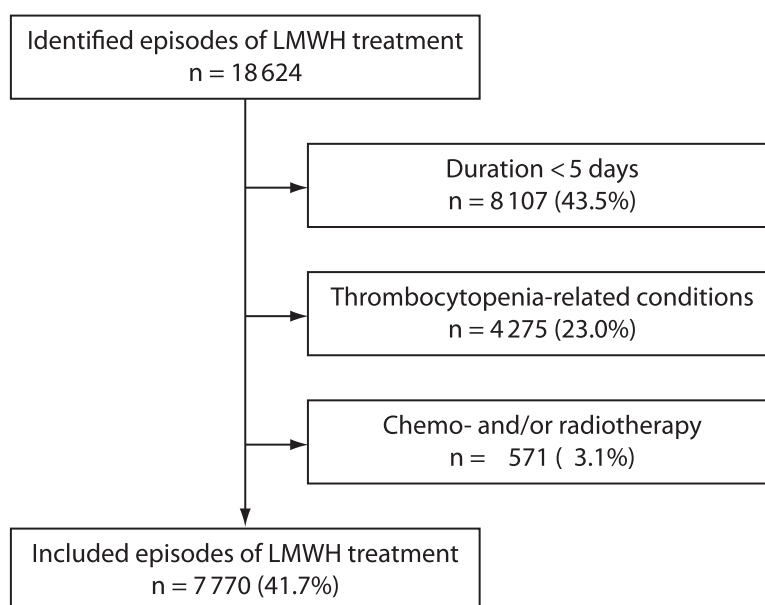 Identified episodes of LMWH treatment
n = 18 624
Duration < 5 days
n = 8 107 (43.5%)
Thrombocytopenia-related conditions
n = 4 275 (23.0%)
Chemo- and/or radiotherapy
n = 571 ( 3.1%)
Included episodes of LMWH treatment
n = 7 770 (41.7%)